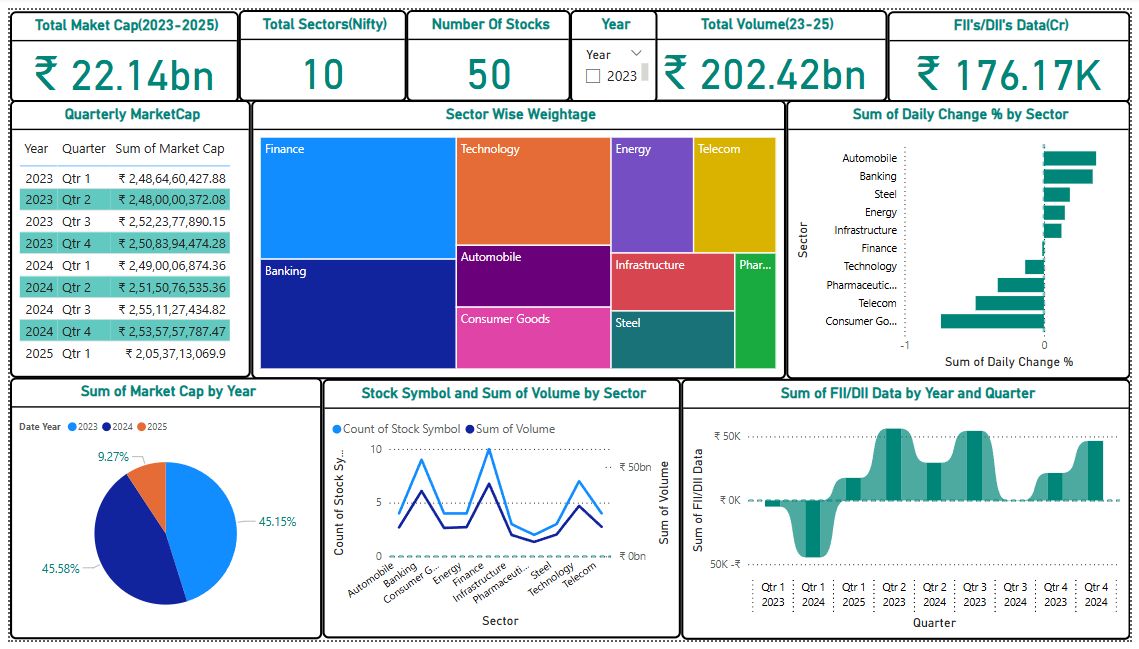 Total Maket Cap(2023-2025)
₹ 22.14bn
Total Sectors(Nifty)
10
Number Of Stocks
50
Year
Year
2023
Total Volume(23-25)
₹ 202.42bn
FII's/DII's Data(Cr)
₹ 176.17K
Quarterly MarketCap
Year Quarter Sum of Market Cap
2023 Qtr 1 ₹ 2,48,64,60,427.88
2023 Qtr 2 ₹ 2,48,00,00,372.08
2023 Qtr 3 ₹ 2,52,23,77,890.15
2023 Qtr 4 ₹ 2,50,83,94,474.28
2024 Qtr 1 ₹ 2,49,00,06,874.36
2024 Qtr 2 ₹ 2,51,50,76,535.36
2024 Qtr 3 ₹ 2,55,11,27,434.82
2024 Qtr 4 ₹ 2,53,57,57,787.47
2025 Qtr 1 ₹ 2,05,37,13,069.9
Sector Wise Weightage
Finance
Banking
Technology
Automobile
Consumer Goods
Energy
Telecom
Infrastructure
Steel
Phar...
Sum of Daily Change % by Sector
Sector
Automobile
Banking
Steel
Energy
Infrastructure
Finance
Technology
Pharmaceutic...
Telecom
Consumer Go...
-1 0
Sum of Daily Change %
Sum of Market Cap by Year
Date Year 2023 2024 2025
9.27%
45.15%
45.58%
Stock Symbol and Sum of Volume by Sector
Count of Stock Symbol Sum of Volume
Count of Stock Sy...
10
5
0
₹ 50bn
₹ 0bn
Sum of Volume
Automobile
Banking
Consumer G...
Energy
Finance
Infrastructure
Pharmaceuti...
Steel
Technology
Telecom
Sector
Sum of FII/DII Data by Year and Quarter
Sum of FII/DII Data
₹ 50K
₹ 0K
50K -₹
Qtr 1 Qtr 1 Qtr 1 Qtr 2 Qtr 2 Qtr 3 Qtr 3 Qtr 4 Qtr 4
2023 2024 2025 2023 2024 2023 2024 2023 2024
Quarter